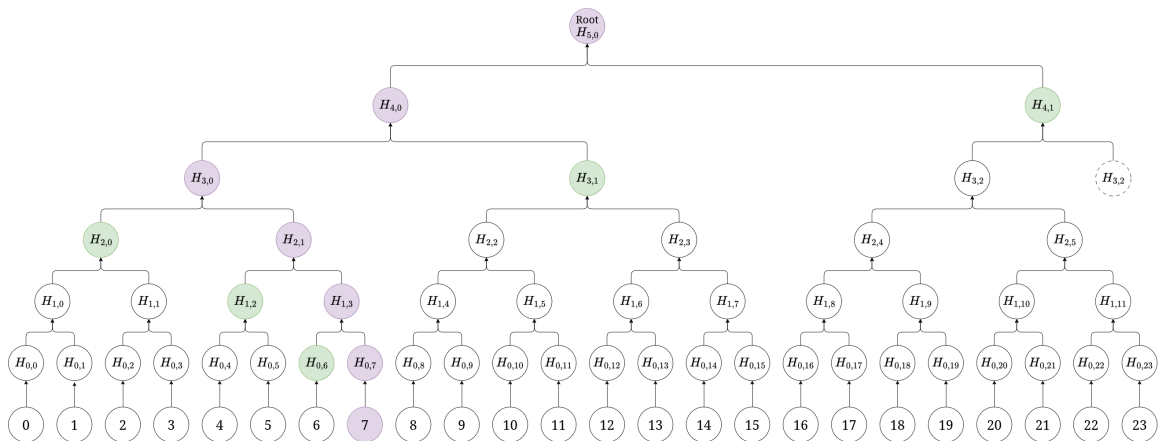 Root
H5,0
H4,0 H4,1
H3,0 H3,1 H3,2 H3,2
H2,0 H2,1 H2,2 H2,3 H2,4 H2,5
H1,0 H1,1 H1,2 H1,3 H1,4 H1,5 H1,6 H1,7 H1,8 H1,9 H1,10 H1,11
H0,0 H0,1 H0,2 H0,3 H0,4 H0,5 H0,6 H0,7 H0,8 H0,9 H0,10 H0,11 H0,12 H0,13 H0,14 H0,15 H0,16 H0,17 H0,18 H0,19 H0,20 H0,21 H0,22 H0,23
0 1 2 3 4 5 6 7 8 9 10 11 12 13 14 15 16 17 18 19 20 21 22 23